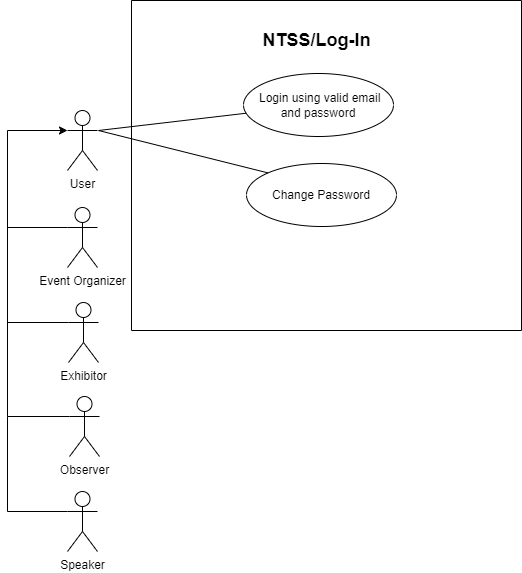 NTSS/Log-In
Login using valid email
and password
User
Change Password
Event Organizer
Exhibitor
Observer
Speaker